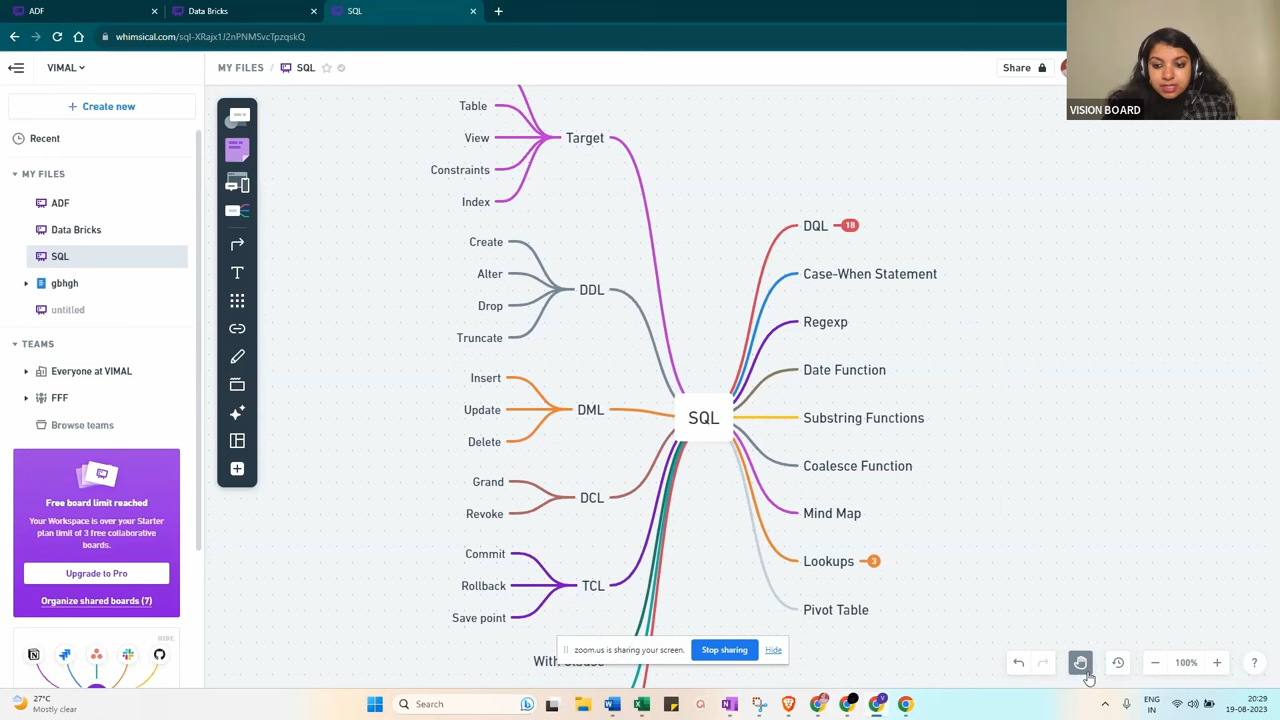 ADF
Data Bricks
SQL
whimsical.com/sql-XRajx1J2nPNMSvcTpzqskQ
VIMAL
MY FILES / SQL
Share
VISION BOARD
+ Create new
Recent
MY FILES
ADF
Data Bricks
SQL
gbhgh
untitled
TEAMS
Everyone at VIMAL
FFF
Browse teams
Free board limit reached
Your Workspace is over your Starter
plan limit of 3 free collaborative
boards.
Upgrade to Pro
Organize shared boards (7)
HIDE
Table
View
Constraints
Index
Target
Create
Alter
Drop
Truncate
DDL
Insert
Update
Delete
DML
Grand
Revoke
DCL
Commit
Rollback
Save point
TCL
SQL
DQL 18
Case-When Statement
Regexp
Date Function
Substring Functions
Coalesce Function
Mind Map
Lookups 3
Pivot Table
zoom.us is sharing your screen.
Stop sharing
Hide
100%
?
27°C
Mostly clear
Search
ENG
IN
20:29
19-08-2023